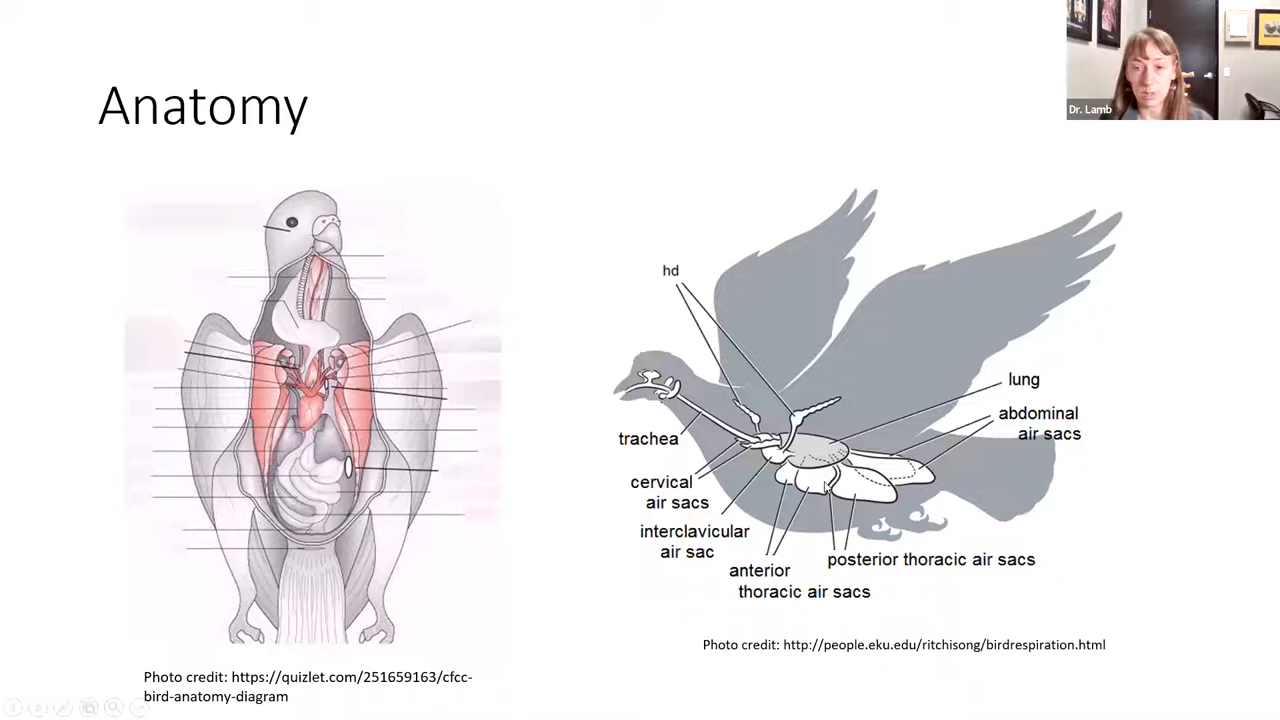 Dr. Lamb
Anatomy
hd
lung
abdominal
air sacs
trachea
cervical
air sacs
interclavicular
air sac
anterior
thoracic air sacs
posterior thoracic air sacs
Photo credit: http://people.eku.edu/ritchisong/birdrespiration.html
Photo credit: https://quizlet.com/251659163/cfcc-
bird-anatomy-diagram